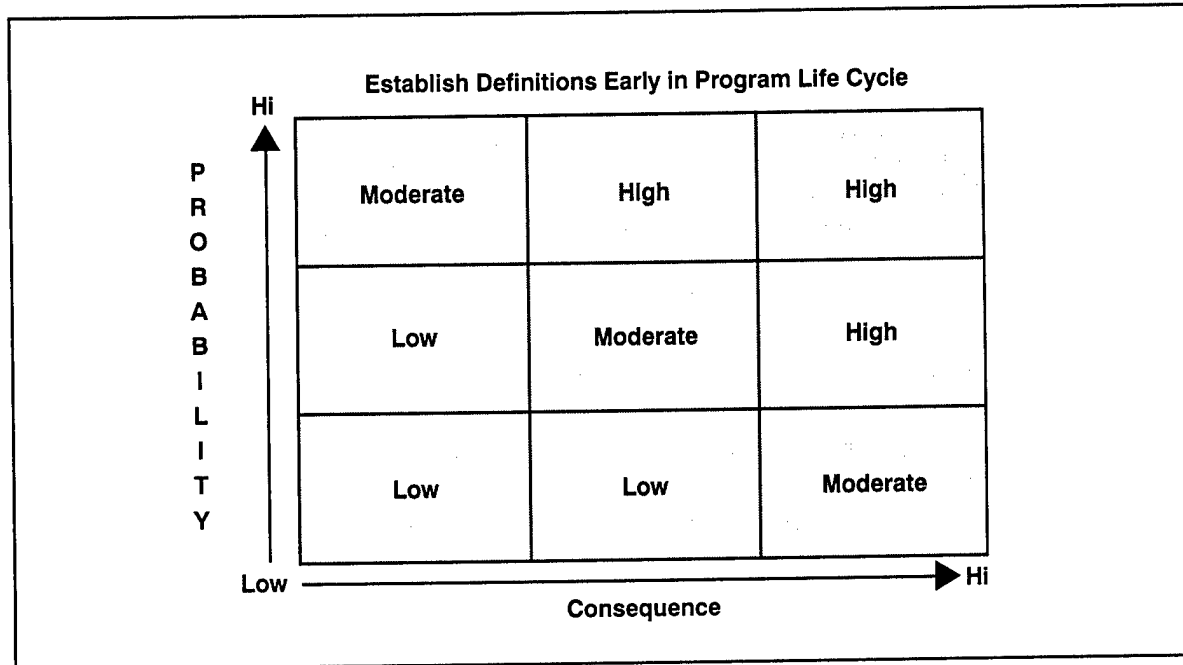 Establish Definitions Early in Program Life Cycle
Hi
PROBABILITY
Moderate High High
Low Moderate High
Low Low Moderate
Low
Hi
Consequence